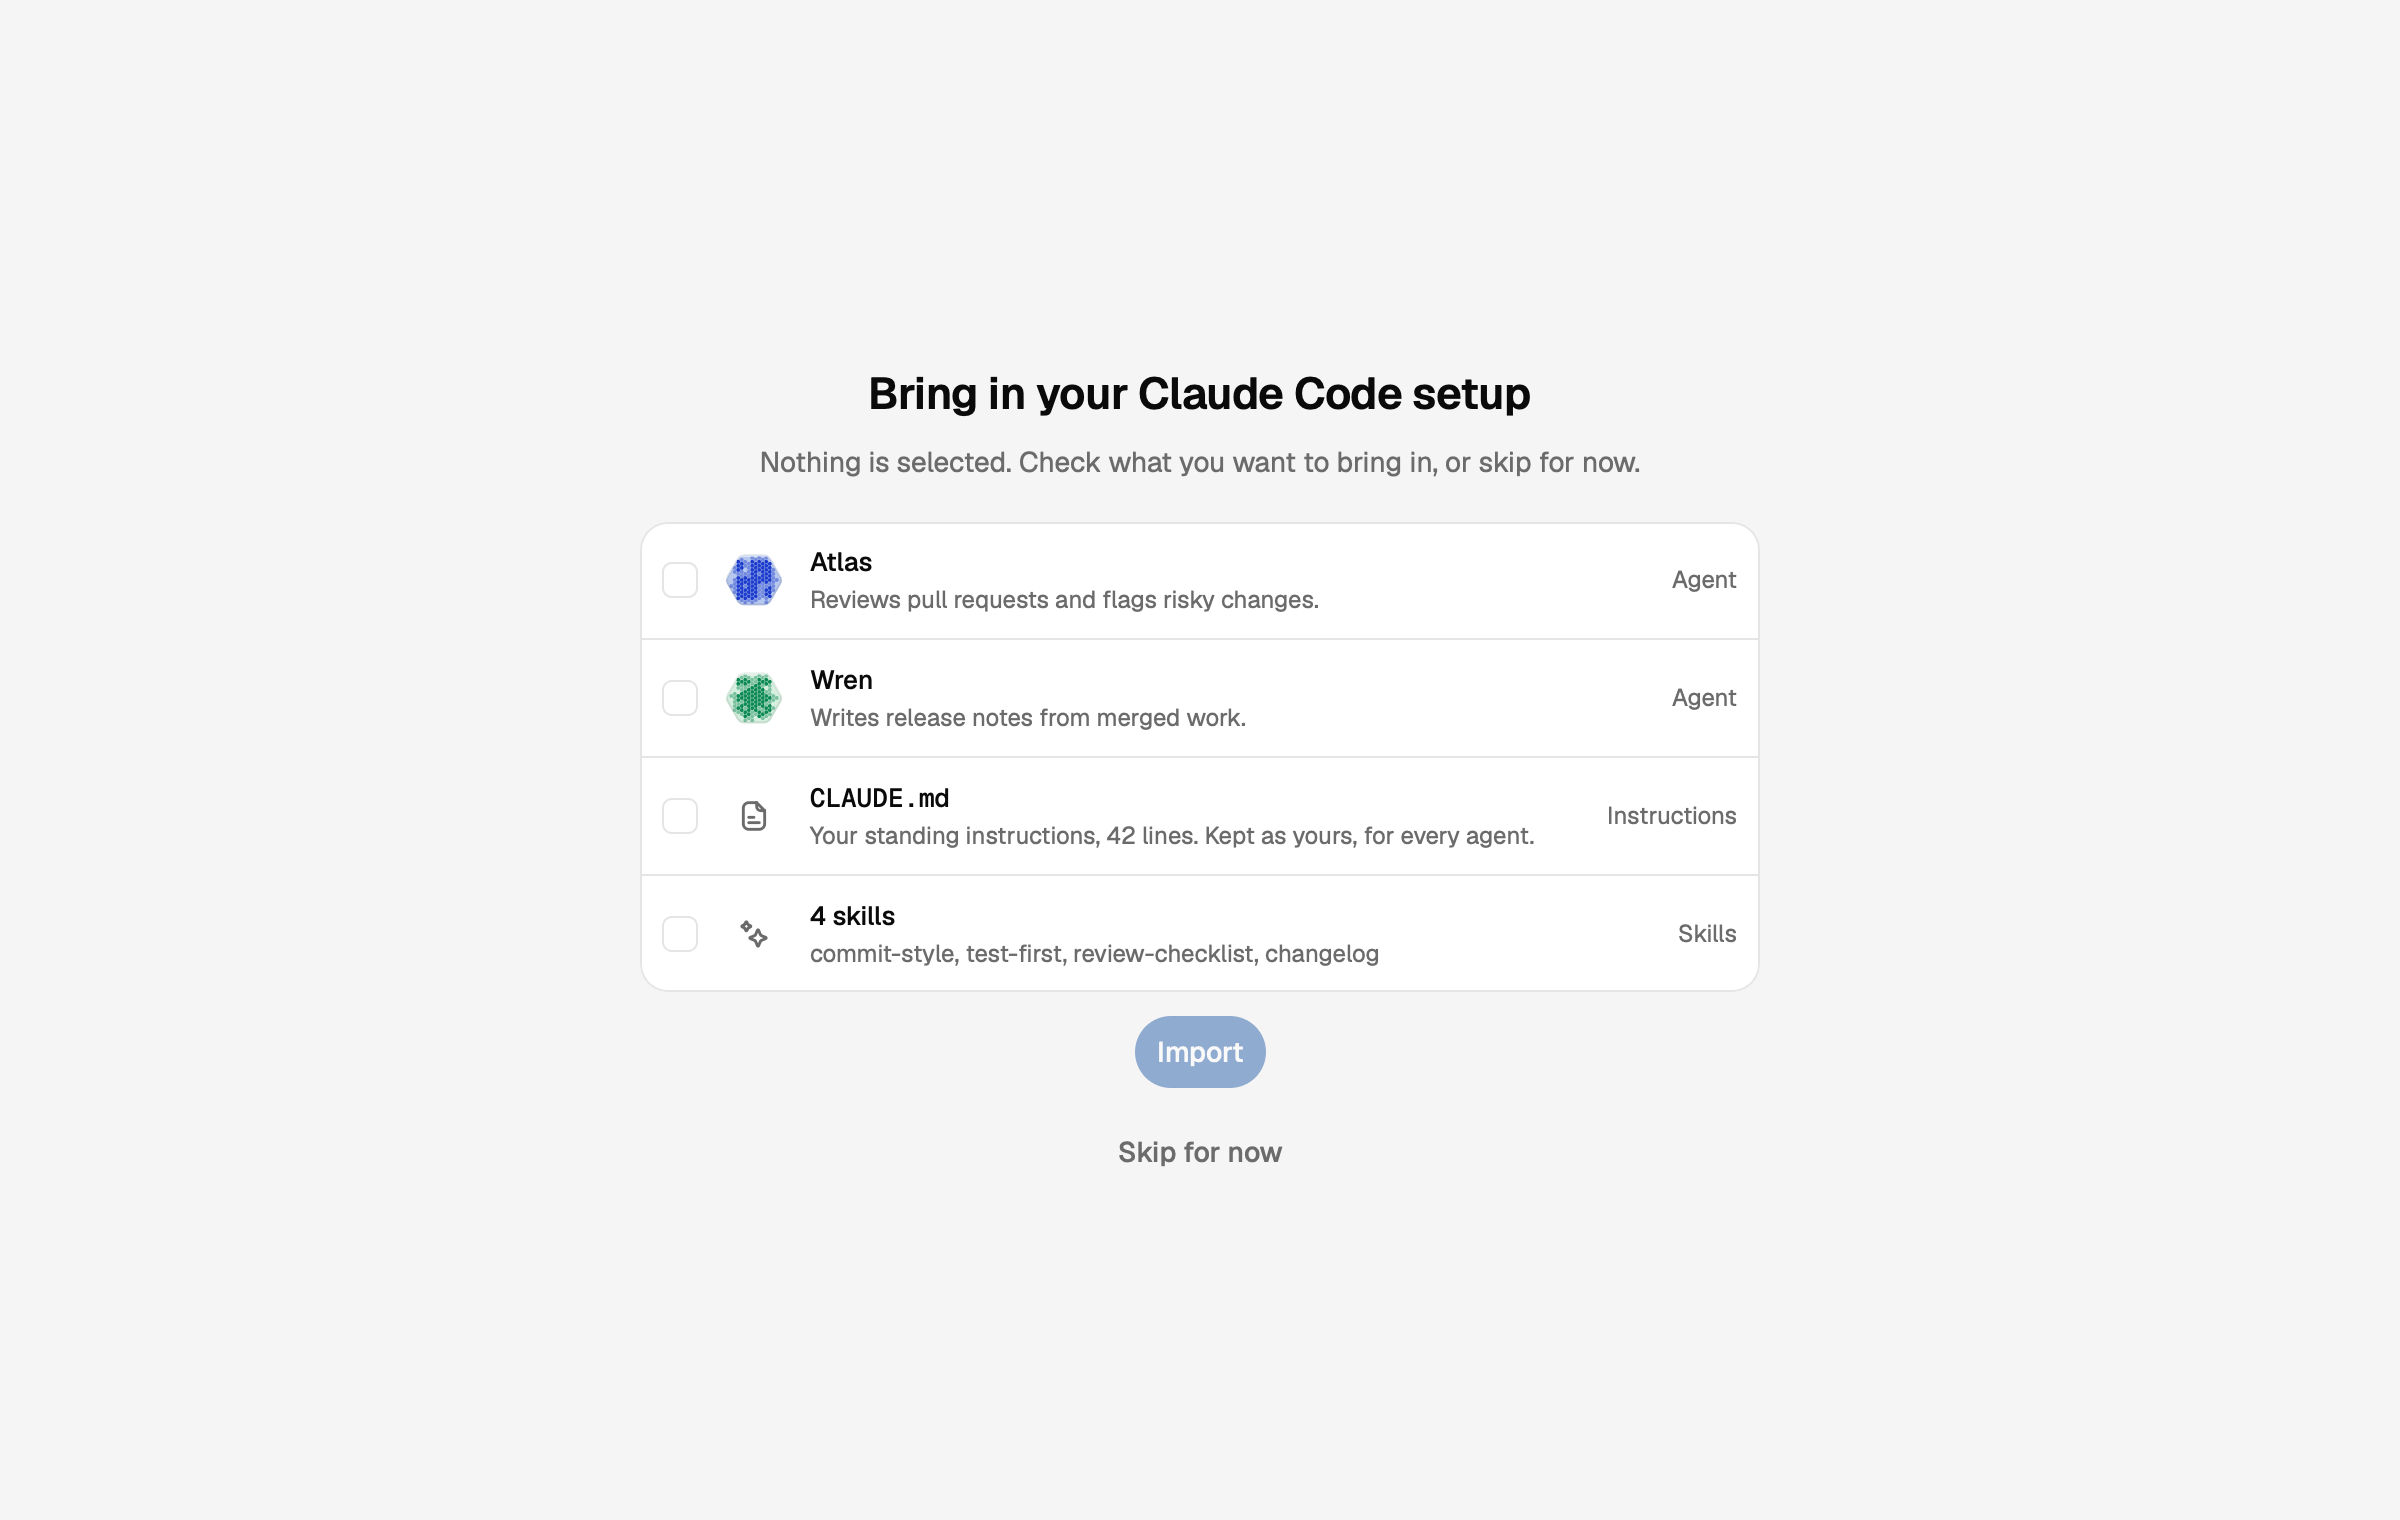 Bring in your Claude Code setup
Nothing is selected. Check what you want to bring in, or skip for now.
Atlas
Reviews pull requests and flags risky changes.
Agent
Wren
Writes release notes from merged work.
Agent
CLAUDE.md
Your standing instructions, 42 lines. Kept as yours, for every agent.
Instructions
4 skills
commit-style, test-first, review-checklist, changelog
Skills
Import
Skip for now